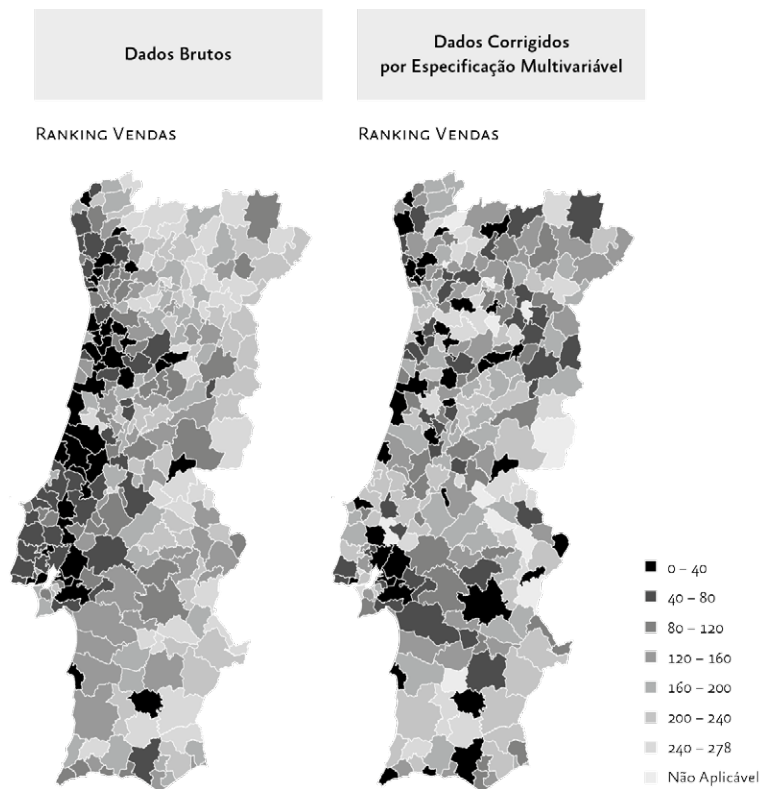 Dados Brutos
Dados Corrigidos
por Especificação Multivariável
Ranking Vendas
Ranking Vendas
0 – 40
40 – 80
80 – 120
120 – 160
160 – 200
200 – 240
240 – 278
Não Aplicável